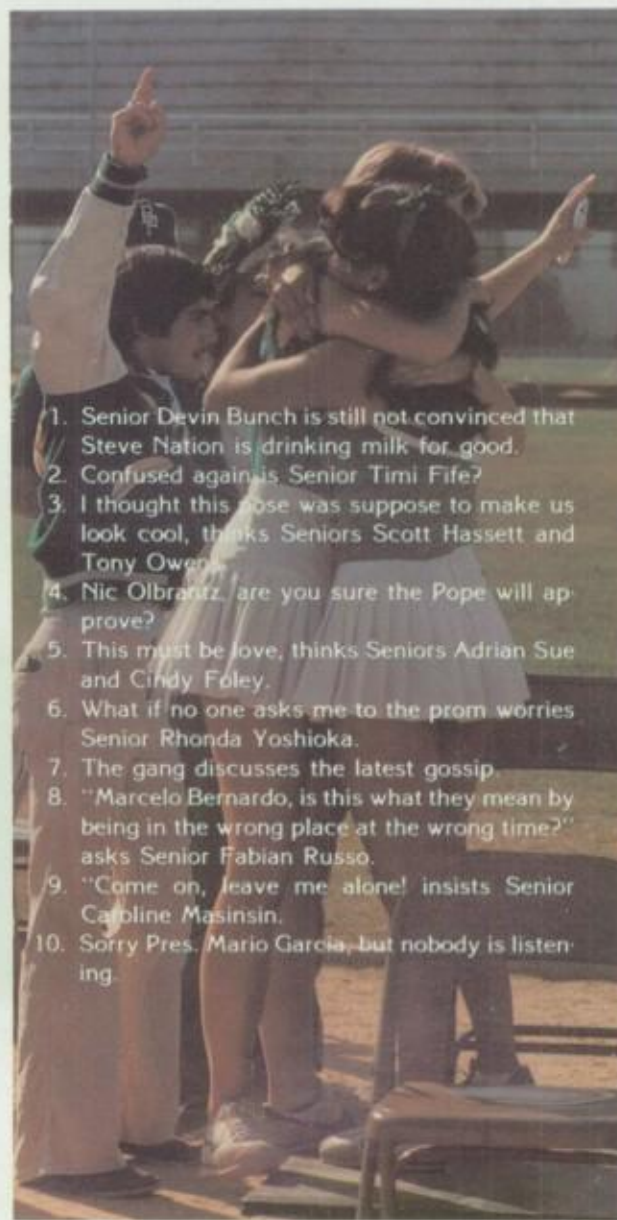 1. Senior Devin Bunch is still not convinced that
Steve Nation is drinking milk for good.
2. Confused again is Senior Timi Fife?
3. I thought this pose was suppose to make us
look cool, thinks Seniors Scott Hassett and
Tony Owens.
4. Nic Olbrantz, are you sure the Pope will ap-
prove?
5. This must be love, thinks Seniors Adrian Sue
and Cindy Foley.
6. What if no one asks me to the prom worries
Senior Rhonda Yoshioka.
7. The gang discusses the latest gossip.
8. "Marcelo Bernardo, is this what they mean by
being in the wrong place at the wrong time?"
asks Senior Fabian Russo.
9. "Come on, leave me alone! insists Senior
Caroline Masinsin.
10. Sorry Pres. Mario Garcia, but nobody is listen-
ing.